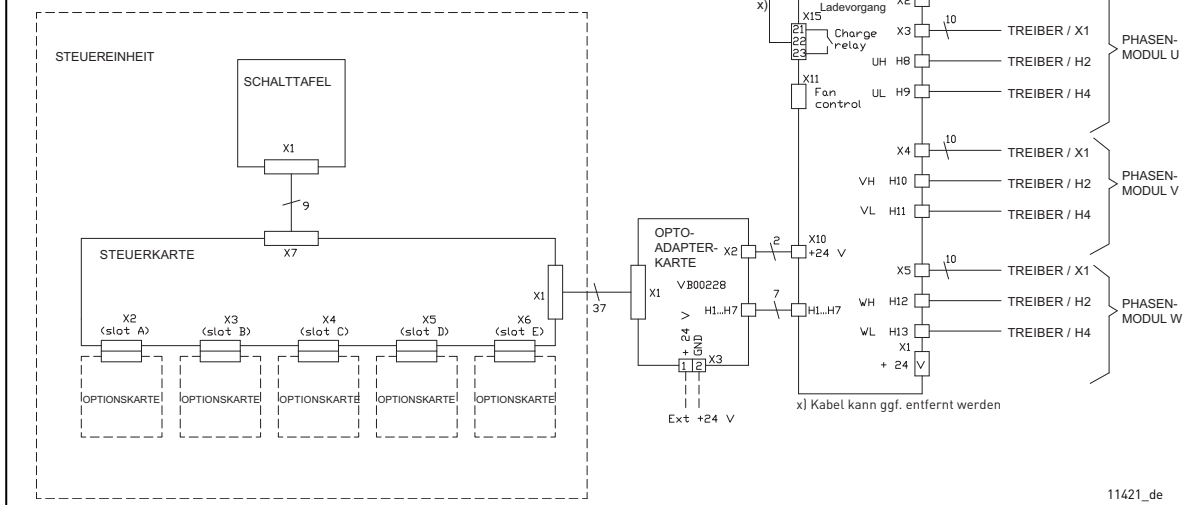 STEUEREINHEIT
SCHALTTAFEL
X1
9
X7
STEUERKARTE
X1
37
X2
(slot A)
X3
(slot B)
X4
(slot C)
X5
(slot D)
X6
(slot E)
OPTIONSKARTE
OPTIONSKARTE
OPTIONSKARTE
OPTIONSKARTE
OPTIONSKARTE
OPTO-
ADAPTER-
KARTE
VB00228
X1
X2
2
H1...H7
7
+ 24 V
GND
1 2
X3
Ext +24 V
x)
Ladevorgang
X15
21
22
23
Charge
relay
X11
Fan
control
X10
+24 V
H1...H7
X2
X3
10
TREIBER / X1
UH H8
TREIBER / H2
UL H9
TREIBER / H4
PHASEN-
MODUL U
X4
10
TREIBER / X1
VH H10
TREIBER / H2
VL H11
TREIBER / H4
PHASEN-
MODUL V
X5
10
TREIBER / X1
WH H12
TREIBER / H2
WL H13
TREIBER / H4
PHASEN-
MODUL W
X1
+ 24 V
x) Kabel kann ggf. entfernt werden
11421_de